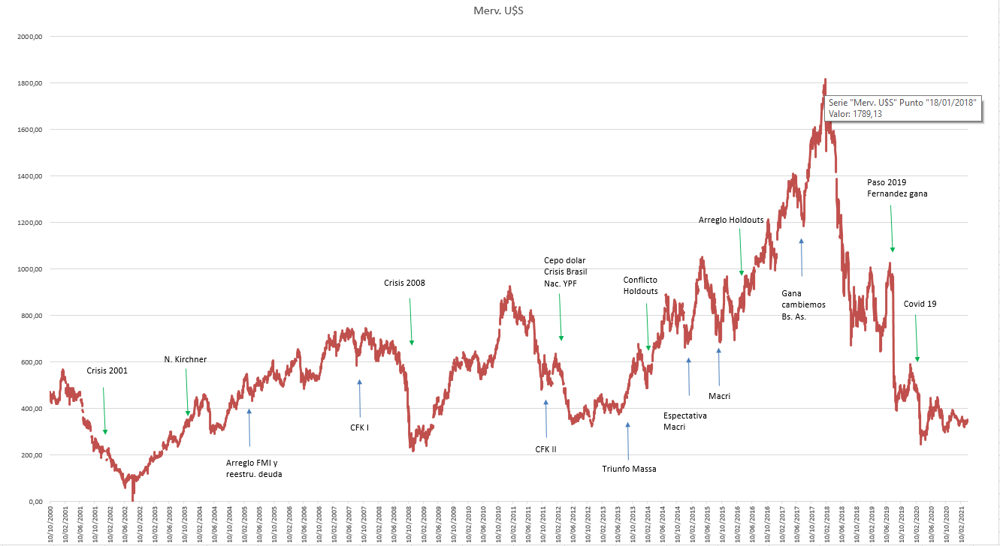 Merv. U$S
2000,00
1800,00
1600,00
1400,00
1200,00
1000,00
800,00
600,00
400,00
200,00
0,00
Serie "Merv. U$S" Punto "18/01/2018"
Valor: 1789,13
Paso 2019
Fernandez gana
Arreglo Holdouts
Cepo dolar
Crisis Brasil
Nac. YPF
Conflicto
Holdouts
Crisis 2008
Gana
cambiemos
Bs. As.
Covid 19
N. Kirchner
Crisis 2001
Macri
Espectativa
Macri
CFK I
CFK II
Arreglo FMI y
reestru. deuda
Triunfo Massa
10/10/2000
10/02/2001
10/06/2001
10/10/2001
10/02/2002
10/06/2002
10/10/2002
10/02/2003
10/06/2003
10/10/2003
10/02/2004
10/06/2004
10/10/2004
10/02/2005
10/06/2005
10/10/2005
10/02/2006
10/06/2006
10/10/2006
10/02/2007
10/06/2007
10/10/2007
10/02/2008
10/06/2008
10/10/2008
10/02/2009
10/06/2009
10/10/2009
10/02/2010
10/06/2010
10/10/2010
10/02/2011
10/06/2011
10/10/2011
10/02/2012
10/06/2012
10/10/2012
10/02/2013
10/06/2013
10/10/2013
10/02/2014
10/06/2014
10/10/2014
10/02/2015
10/06/2015
10/10/2015
10/02/2016
10/06/2016
10/10/2016
10/02/2017
10/06/2017
10/10/2017
10/02/2018
10/06/2018
10/10/2018
10/02/2019
10/06/2019
10/10/2019
10/02/2020
10/06/2020
10/10/2020
10/02/2021